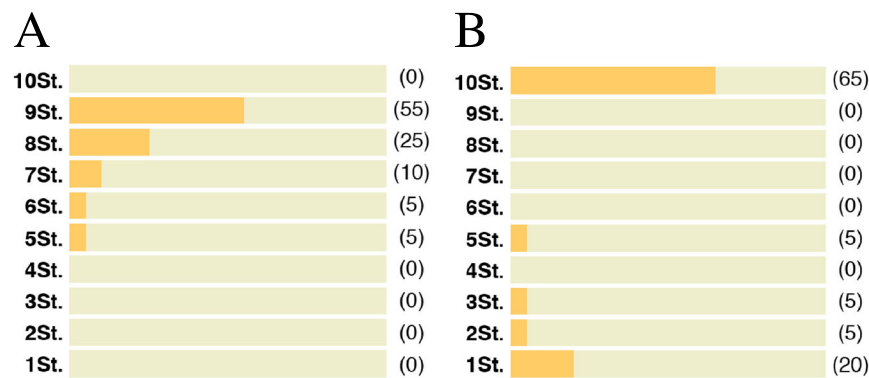 A
10St. (0)
9St. (55)
8St. (25)
7St. (10)
6St. (5)
5St. (5)
4St. (0)
3St. (0)
2St. (0)
1St. (0)
B
10St. (65)
9St. (0)
8St. (0)
7St. (0)
6St. (0)
5St. (5)
4St. (0)
3St. (5)
2St. (5)
1St. (20)